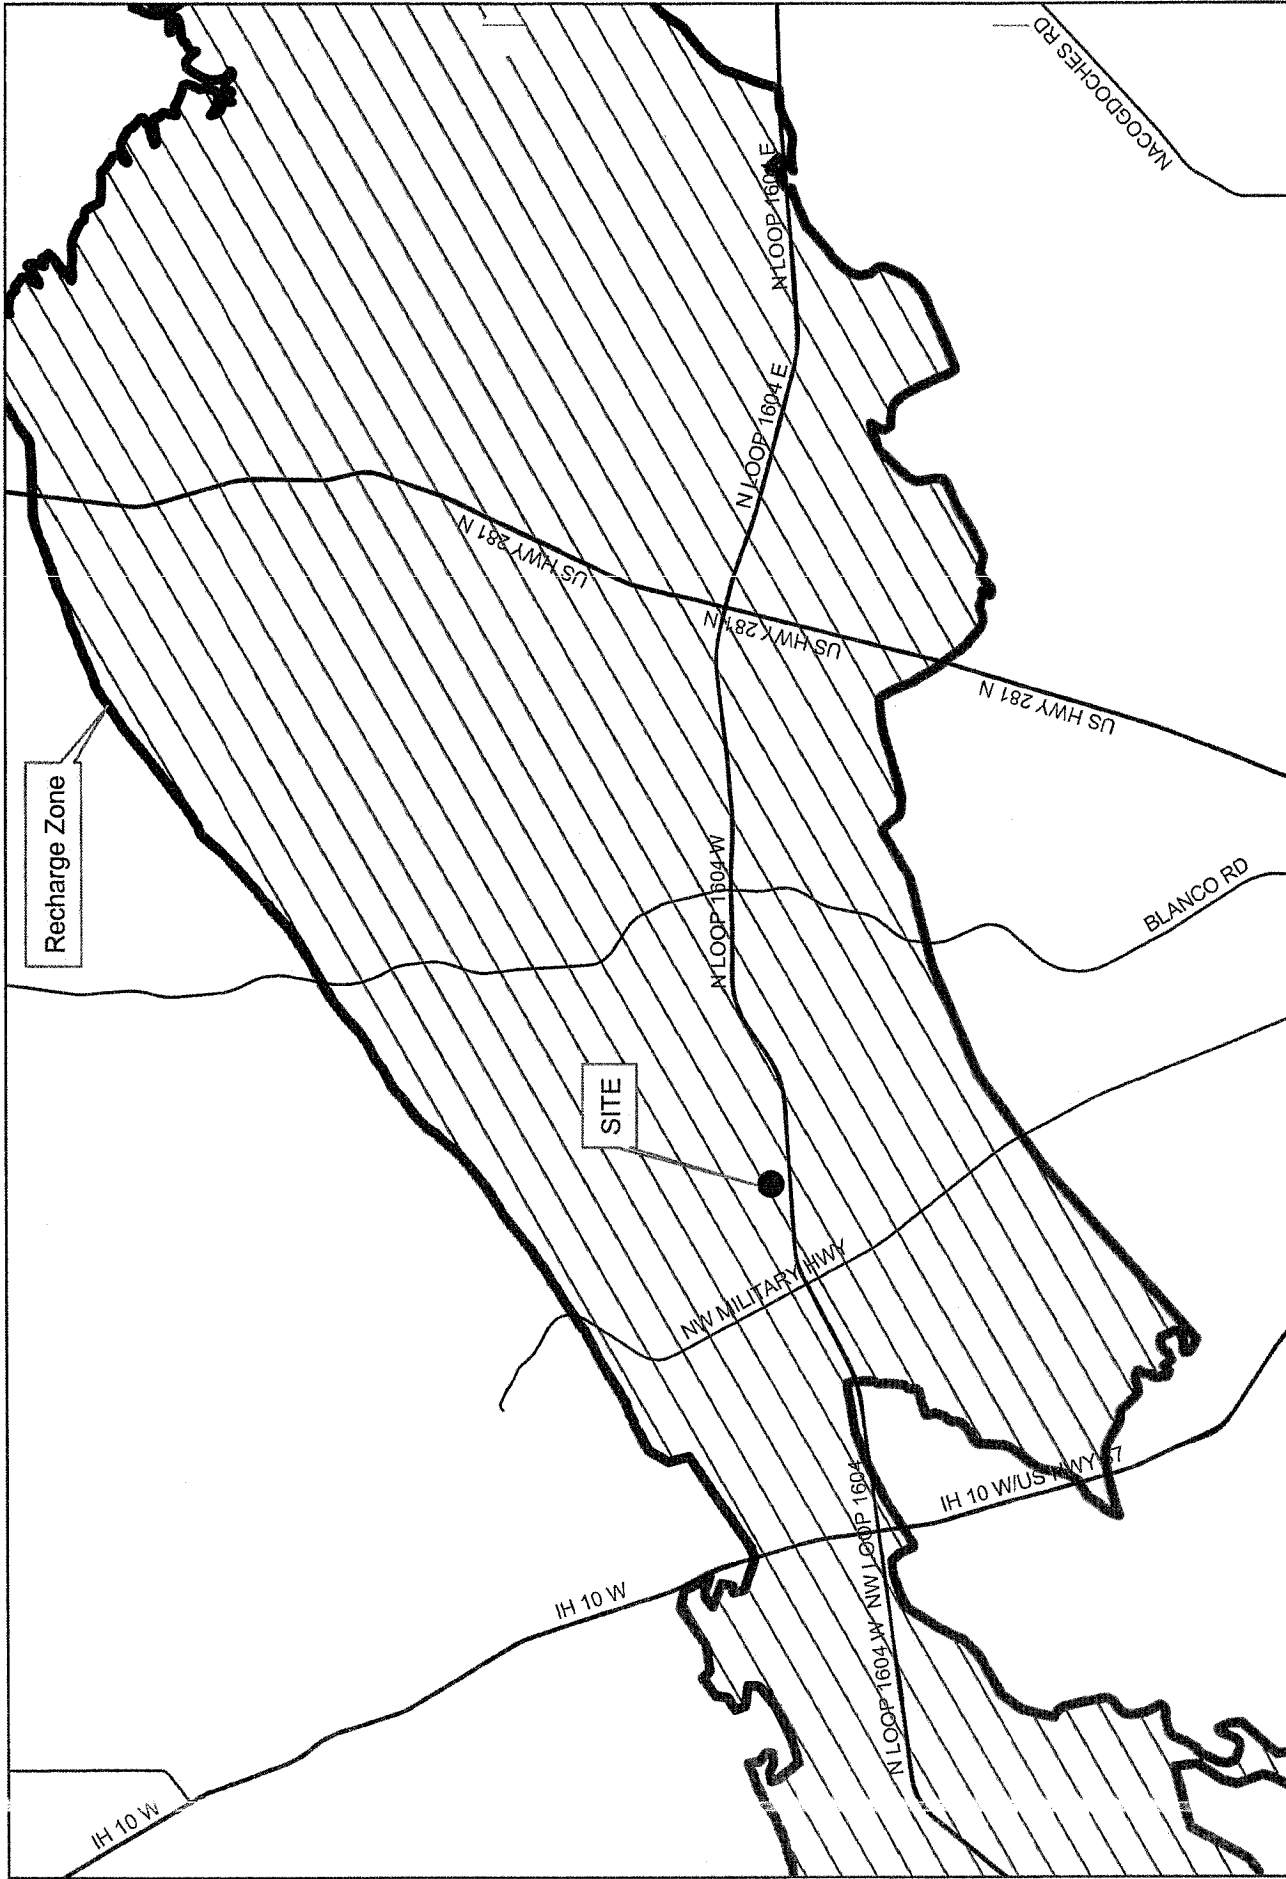 Recharge Zone
SITE
NACOGDOCHES RD
N LOOP 1604 E
N LOOP 1604 E
US HWY 281 N
US HWY 281 N
US HWY 281 N
N LOOP 1604 W
BLANCO RD
NW MILITARY HWY
IH 10 W/US HWY
NW LOOP 1604
N LOOP 1604 W
IH 10 W
IH 10 W